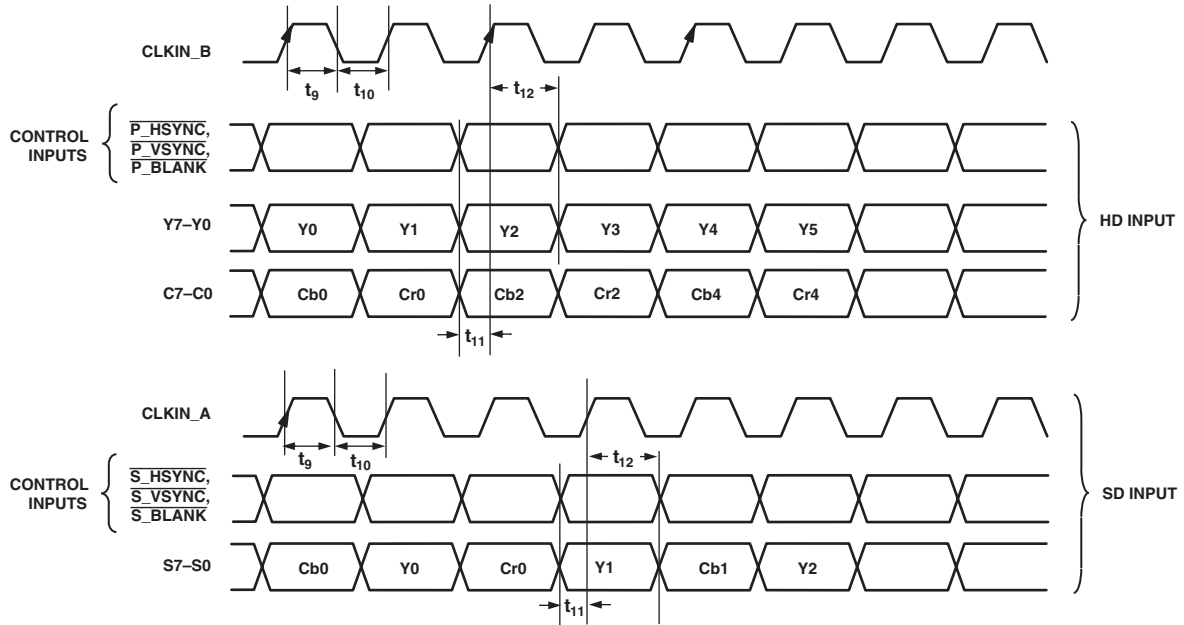 CLKIN_B
t9
t10
t12
CONTROL
INPUTS
P_HSYNC,
P_VSYNC,
P_BLANK
Y7–Y0
Y0
Y1
Y2
Y3
Y4
Y5
HD INPUT
C7–C0
Cb0
Cr0
Cb2
Cr2
Cb4
Cr4
t11
CLKIN_A
t9
t10
t12
CONTROL
INPUTS
S_HSYNC,
S_VSYNC,
S_BLANK
SD INPUT
S7–S0
Cb0
Y0
Cr0
Y1
Cb1
Y2
t11